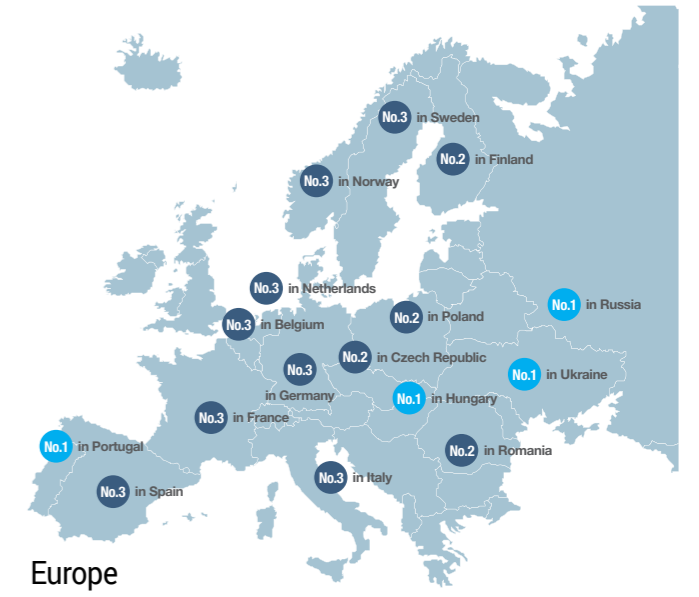 No.3 in Sweden
No.2 in Finland
No.3 in Norway
No.3 in Netherlands
No.1 in Russia
No.2 in Poland
No.3 in Belgium
No.2 in Czech Republic
No.3
in Germany
No.1 in Ukraine
No.1 in Hungary
No.3 in France
No.1 in Portugal
No.2 in Romania
No.3 in Italy
No.3 in Spain
Europe